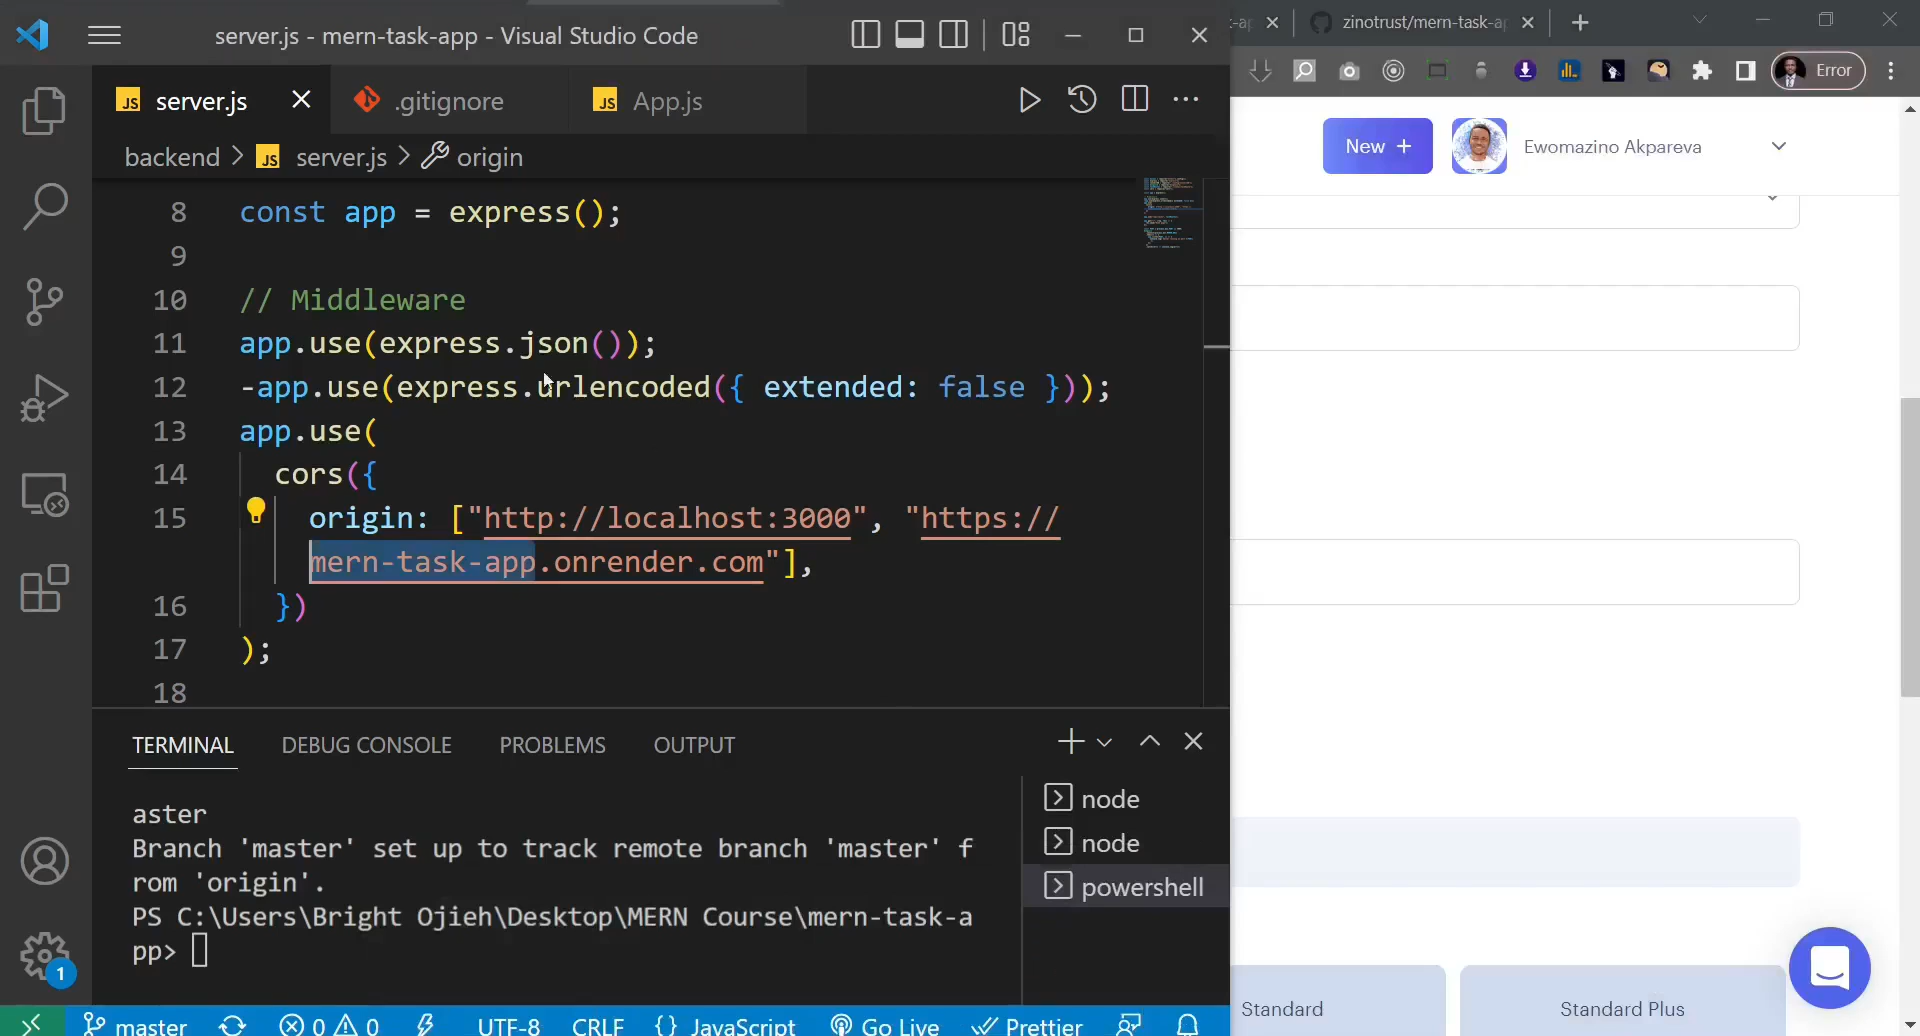 server.js - mern-task-app - Visual Studio Code
zinotrust/mern-task-ap
Error
JS server.js
.gitignore
JS App.js
backend > JS server.js > origin
New +
Ewomazino Akpareva
8 const app = express();
9
10 // Middleware
11 app.use(express.json());
12 -app.use(express.urlencoded({ extended: false }));
13 app.use(
14 cors({
15 origin: ["http://localhost:3000", "https://
mern-task-app.onrender.com"],
16 })
17 );
18
TERMINAL
DEBUG CONSOLE
PROBLEMS
OUTPUT
aster
Branch 'master' set up to track remote branch 'master' f
rom 'origin'.
PS C:\Users\Bright Ojieh\Desktop\MERN Course\mern-task-a
pp>
node
node
powershell
1
Standard
Standard Plus
master
0
0
UTF-8
CRLF
{} JavaScript
Go Live
Prettier